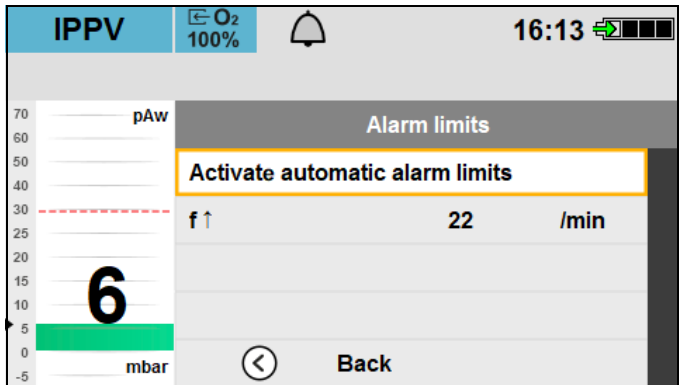 IPPV
O₂
100%
16:13
70
pAw
60
Alarm limits
50
Activate automatic alarm limits
40
30
f ↑ 22 /min
25
20
15
6
10
5
0
Back
mbar
-5